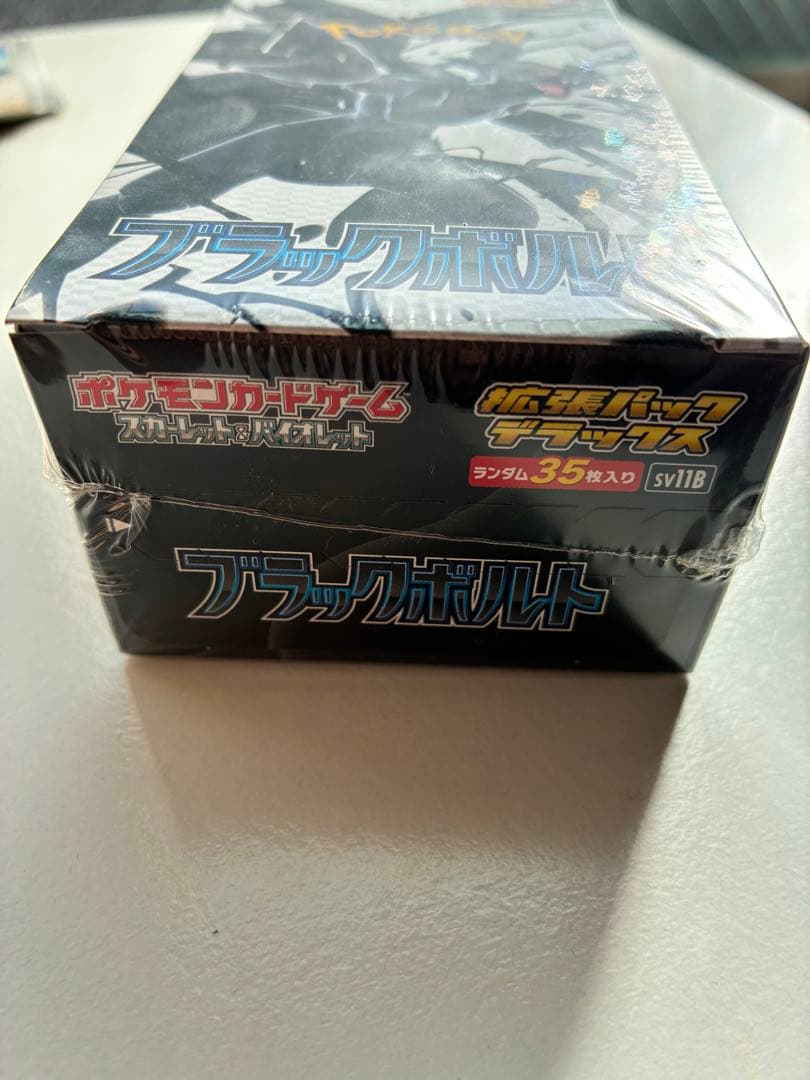 Pokémon
ブラックボルト
ポケモンカードゲーム
スカーレット&バイオレット
拡張パック
デラックス
ランダム35枚入り
SV11B
ブラックボルト